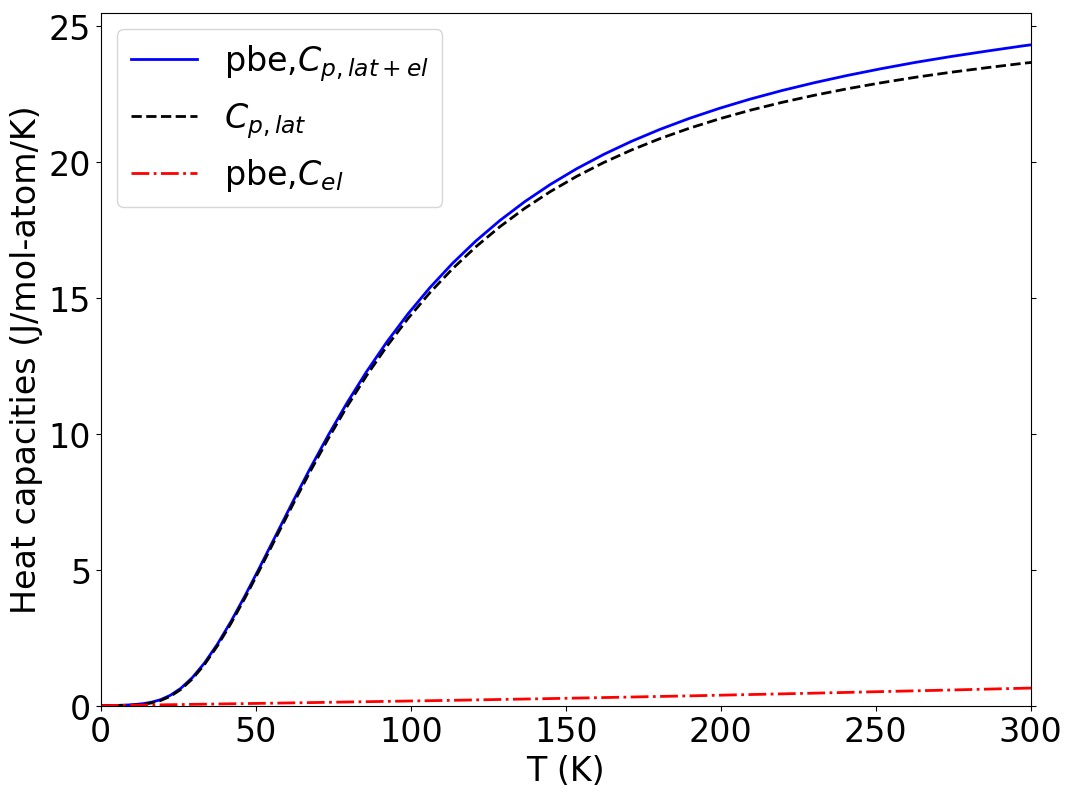 pbe,C_{p,lat+el}
C_{p,lat}
pbe,C_{el}
Heat capacities (J/mol-atom/K)
25
20
15
10
5
0
0 50 100 150 200 250 300
T (K)